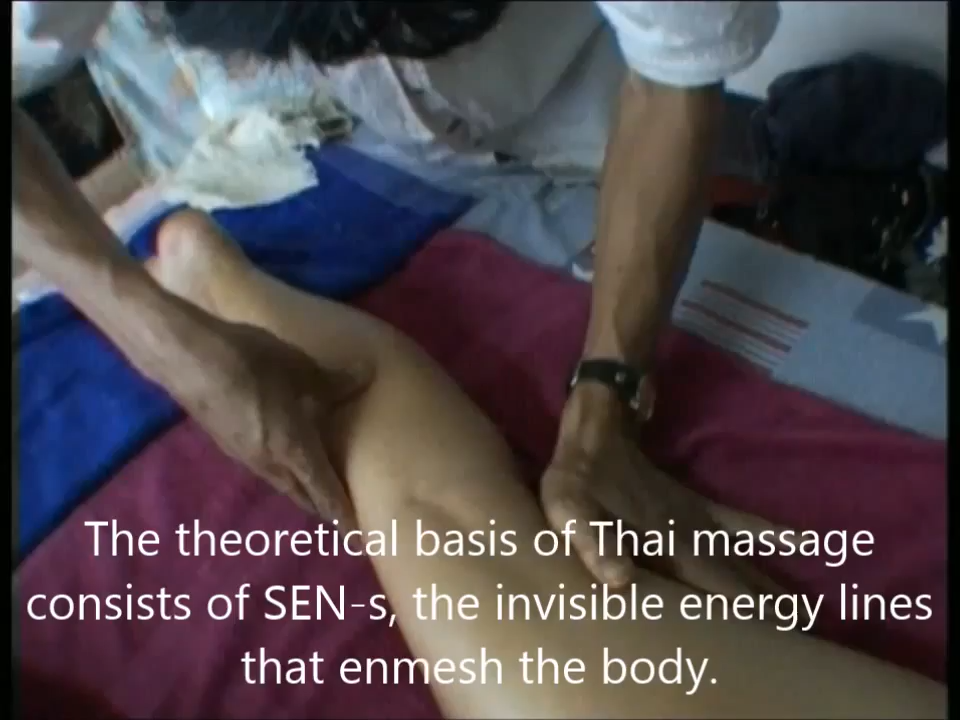 The theoretical basis of Thai massage
consists of SEN-s, the invisible energy lines
that enmesh the body.